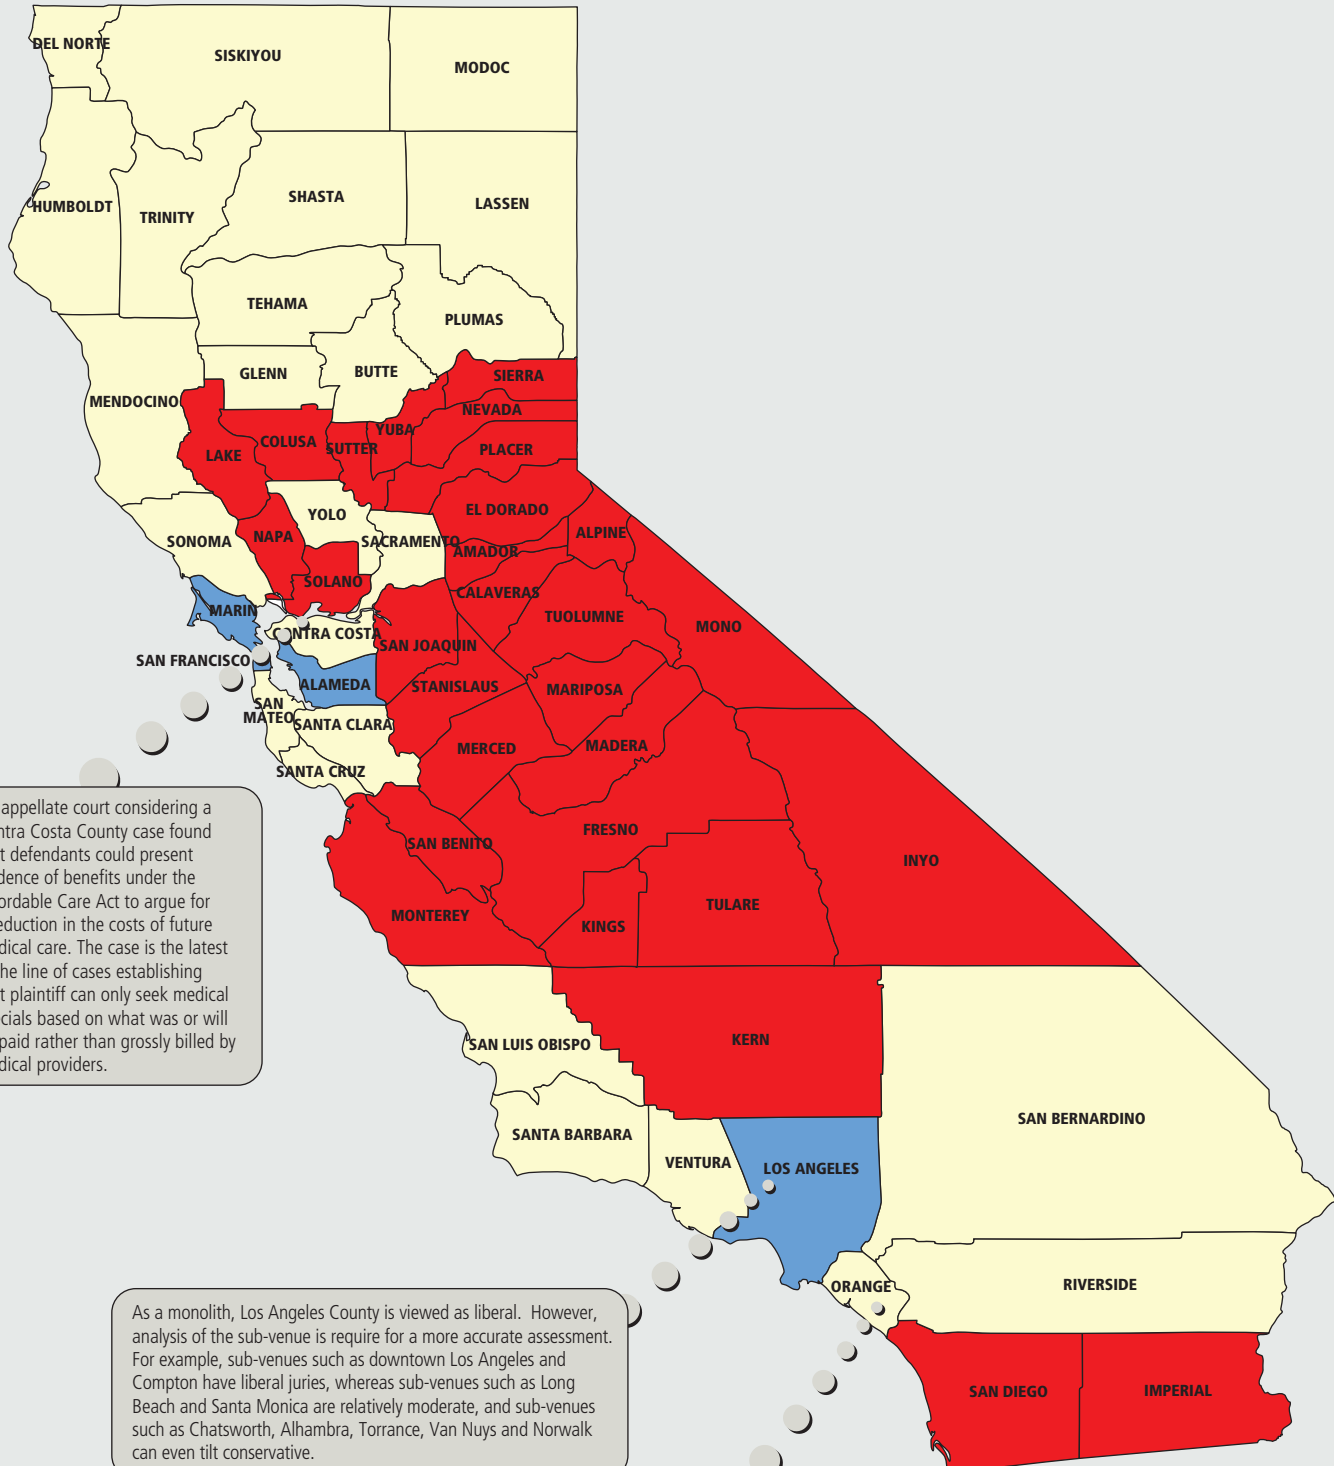 DEL NORTE
SISKIYOU
MODOC
HUMBOLDT
TRINITY
SHASTA
LASSEN
TEHAMA
PLUMAS
GLENN
BUTTE
SIERRA
MENDOCINO
NEVADA
LAKE
COLUSA
SUTTER
YUBA
PLACER
SONOMA
NAPA
YOLO
SACRAMENTO
EL DORADO
ALPINE
AMADOR
SOLANO
CALAVERAS
MARIN
CONTRA COSTA
SAN JOAQUIN
TUOLUMNE
MONO
SAN FRANCISCO
ALAMEDA
STANISLAUS
MARIPOSA
SAN
MATEO
SANTA CLARA
MERCED
MADERA
SANTA CRUZ
SAN BENITO
FRESNO
INYO
MONTEREY
KINGS
TULARE
appellate court considering a
ntra Costa County case found
t defendants could present
dence of benefits under the
ordable Care Act to argue for
eduction in the costs of future
dical care. The case is the latest
he line of cases establishing
t plaintiff can only seek medical
ecials based on what was or will
paid rather than grossly billed by
dical providers.
SAN LUIS OBISPO
KERN
SAN BERNARDINO
SANTA BARBARA
VENTURA
LOS ANGELES
ORANGE
RIVERSIDE
SAN DIEGO
IMPERIAL
As a monolith, Los Angeles County is viewed as liberal. However,
analysis of the sub-venue is require for a more accurate assessment.
For example, sub-venues such as downtown Los Angeles and
Compton have liberal juries, whereas sub-venues such as Long
Beach and Santa Monica are relatively moderate, and sub-venues
such as Chatsworth, Alhambra, Torrance, Van Nuys and Norwalk
can even tilt conservative.